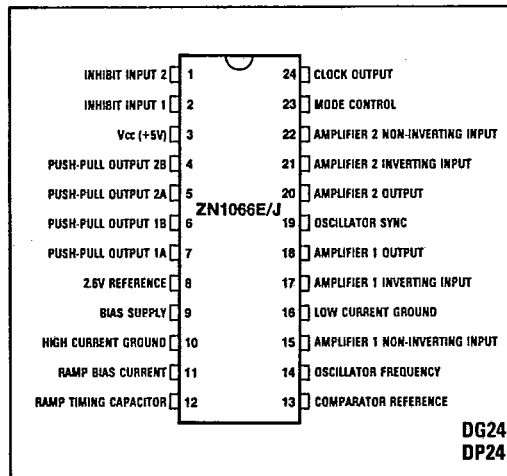 INHIBIT INPUT 2 1 24 CLOCK OUTPUT
INHIBIT INPUT 1 2 23 MODE CONTROL
Vcc (+5V) 3 22 AMPLIFIER 2 NON-INVERTING INPUT
PUSH-PULL OUTPUT 2B 4 21 AMPLIFIER 2 INVERTING INPUT
PUSH-PULL OUTPUT 2A 5 20 AMPLIFIER 2 OUTPUT
ZN1066E/J
PUSH-PULL OUTPUT 1B 6 19 OSCILLATOR SYNC
PUSH-PULL OUTPUT 1A 7 18 AMPLIFIER 1 OUTPUT
2.6V REFERENCE 8 17 AMPLIFIER 1 INVERTING INPUT
BIAS SUPPLY 9 16 LOW CURRENT GROUND
HIGH CURRENT GROUND 10 15 AMPLIFIER 1 NON-INVERTING INPUT
RAMP BIAS CURRENT 11 14 OSCILLATOR FREQUENCY
RAMP TIMING CAPACITOR 12 13 COMPARATOR REFERENCE
DG24
DP24